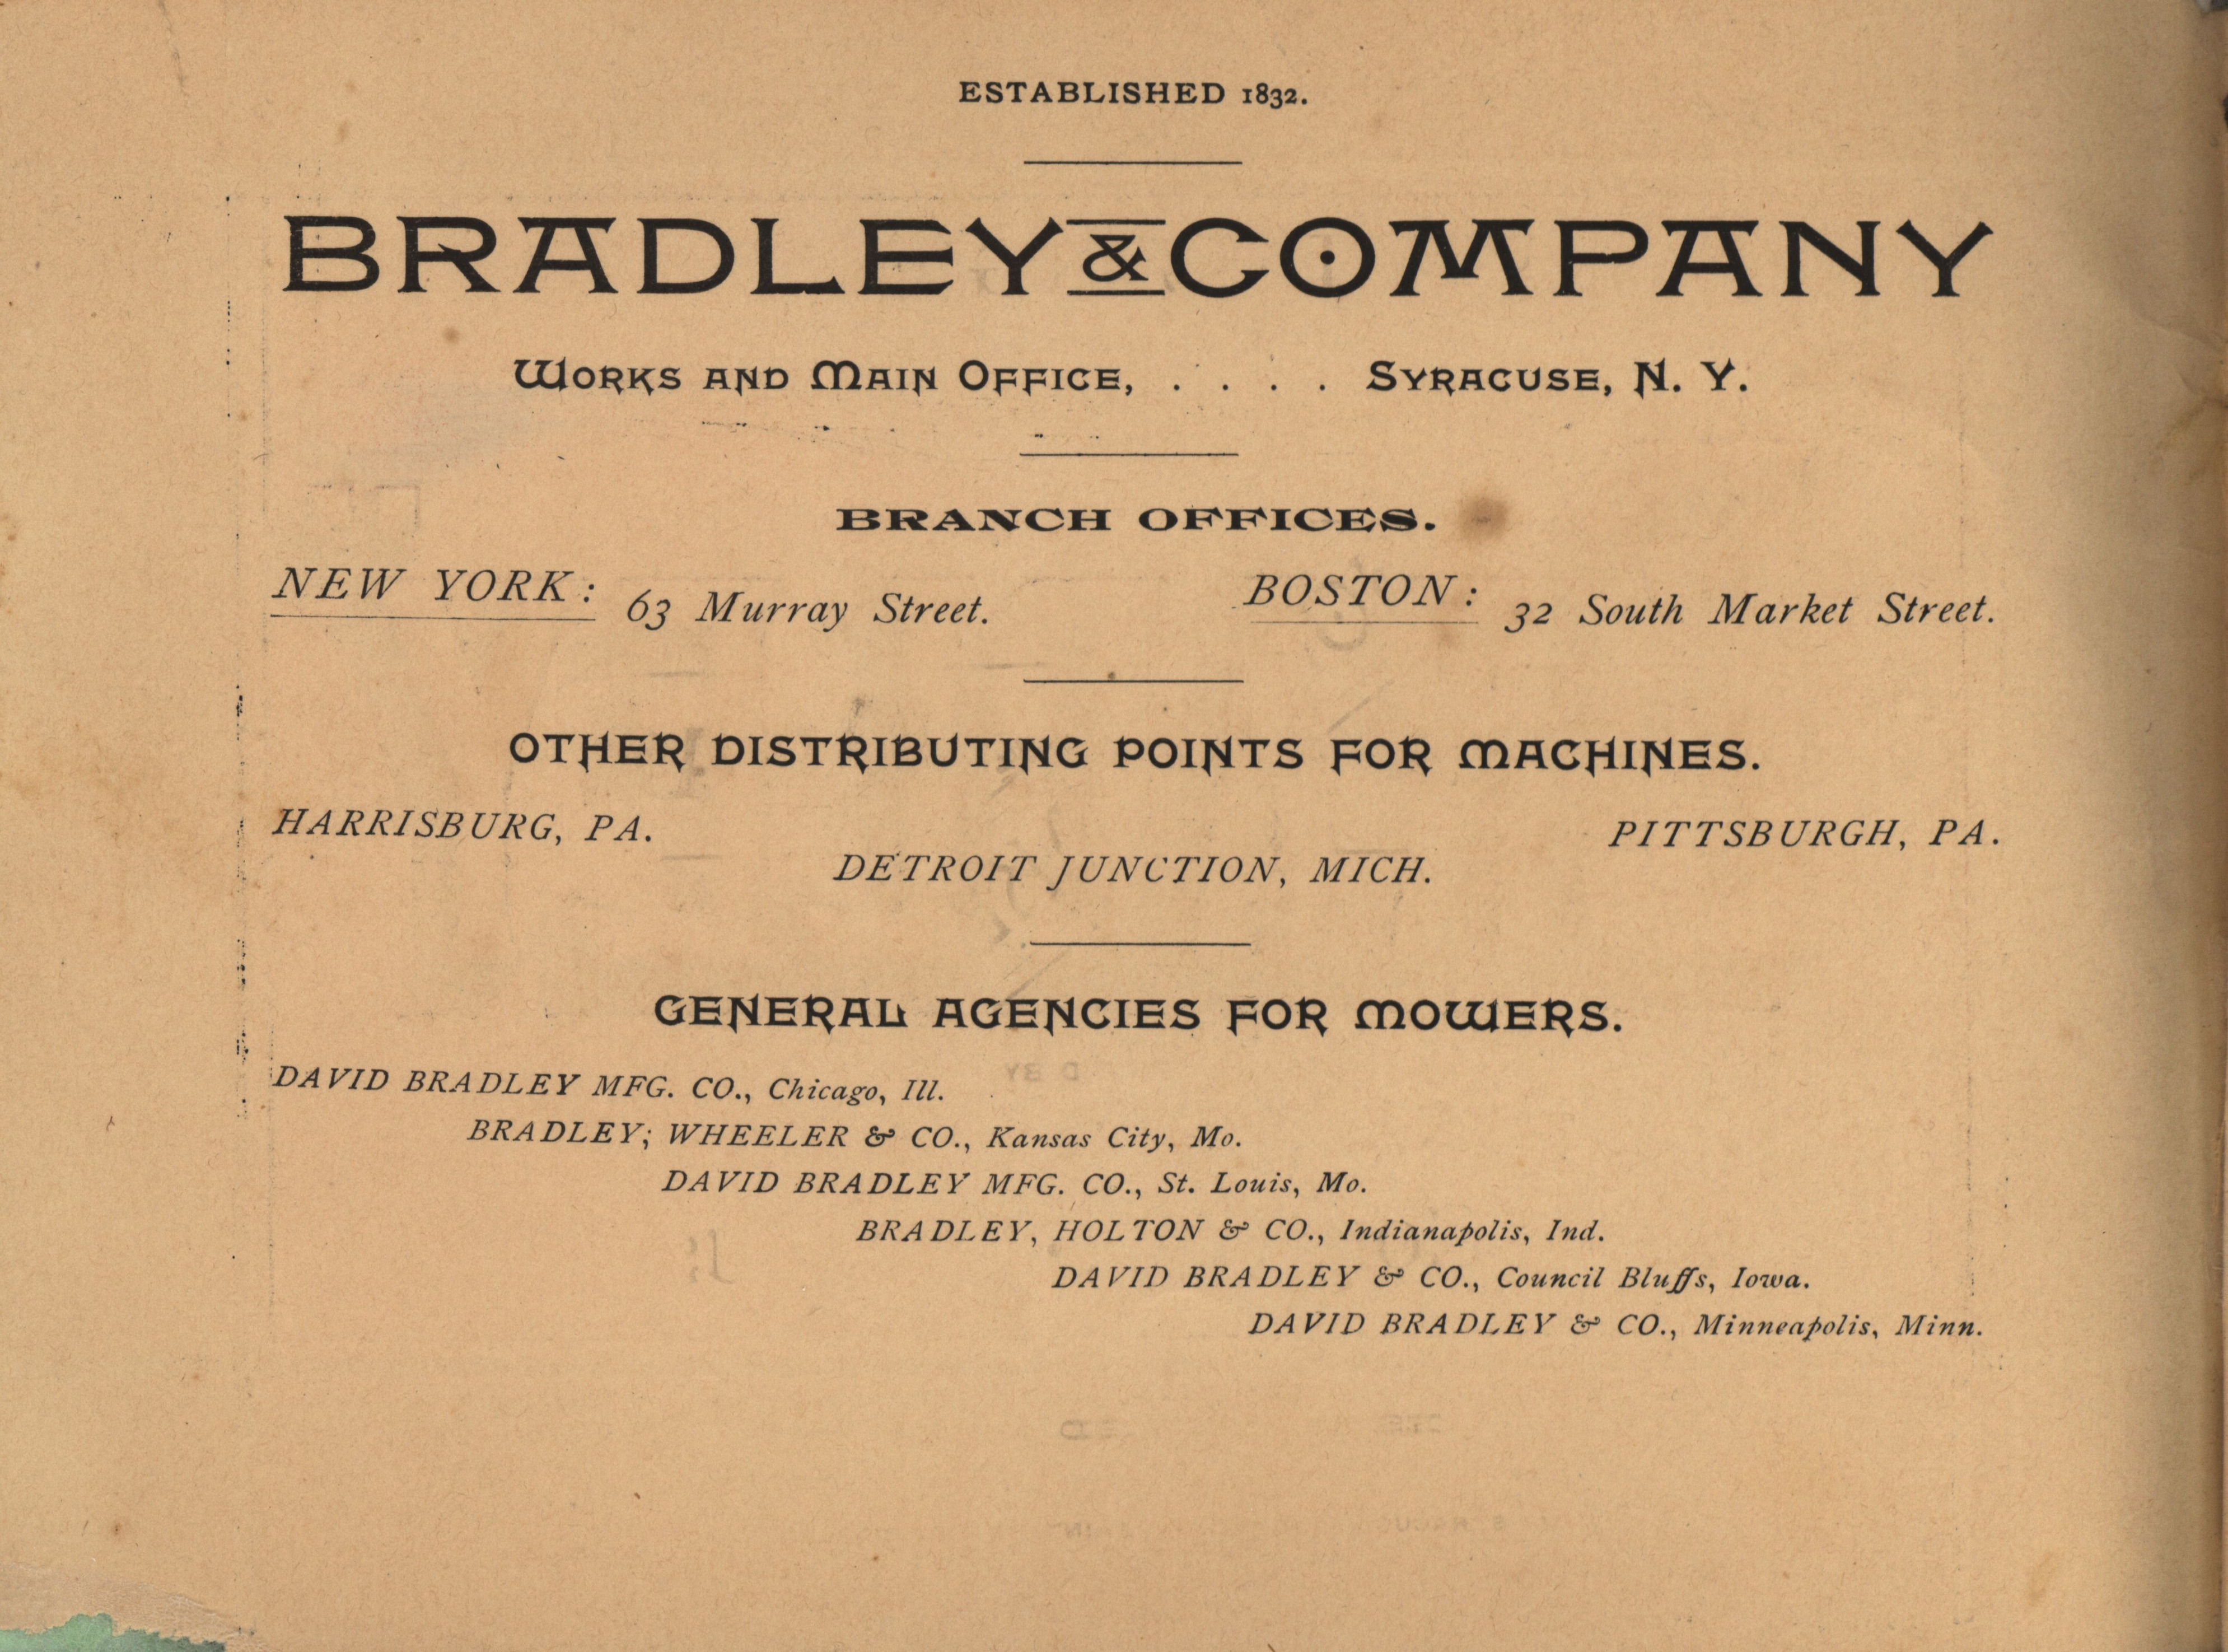 ESTABLISHED 1832.
BRADLEY & COMPANY
WORKS AND MAIN OFFICE, . . . . SYRACUSE, N. Y.
BRANCH OFFICES.
NEW YORK: 63 Murray Street. BOSTON: 32 South Market Street.
OTHER DISTRIBUTING POINTS FOR MACHINES.
HARRISBURG, PA. PITTSBURGH, PA.
DETROIT JUNCTION, MICH.
GENERAL AGENCIES FOR MOWERS.
DAVID BRADLEY MFG. CO., Chicago, Ill.
BRADLEY; WHEELER & CO., Kansas City, Mo.
DAVID BRADLEY MFG. CO., St. Louis, Mo.
BRADLEY, HOLTON & CO., Indianapolis, Ind.
DAVID BRADLEY & CO., Council Bluffs, Iowa.
DAVID BRADLEY & CO., Minneapolis, Minn.